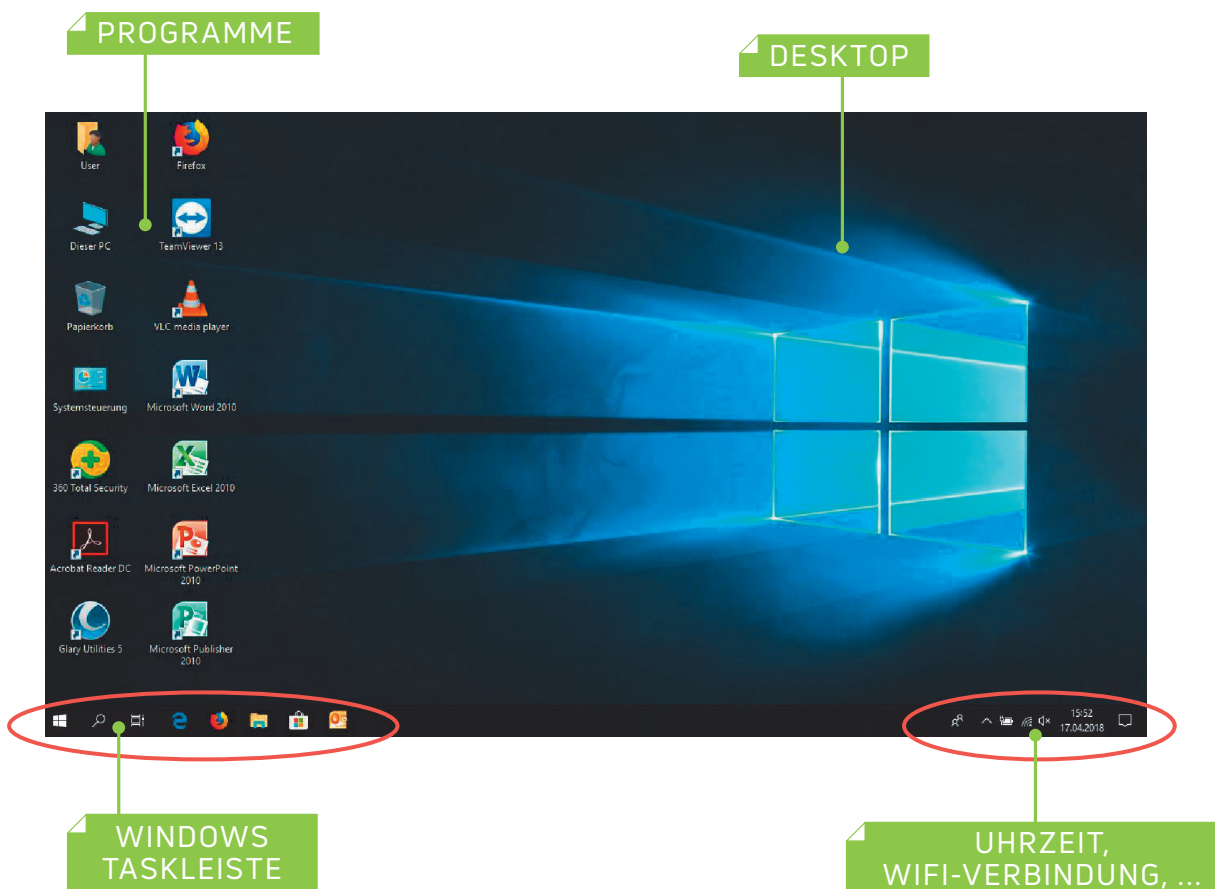 PROGRAMME
DESKTOP
User
Firefox
Dieser PC
TeamViewer 13
Papierkorb
VLC media player
Systemsteuerung
Microsoft Word 2010
360 Total Security
Microsoft Excel 2010
Acrobat Reader DC
Microsoft PowerPoint
2010
Glary Utilities 5
Microsoft Publisher
2010
15:52
17.04.2018
WINDOWS
TASKLEISTE
UHRZEIT,
WIFI-VERBINDUNG, ...